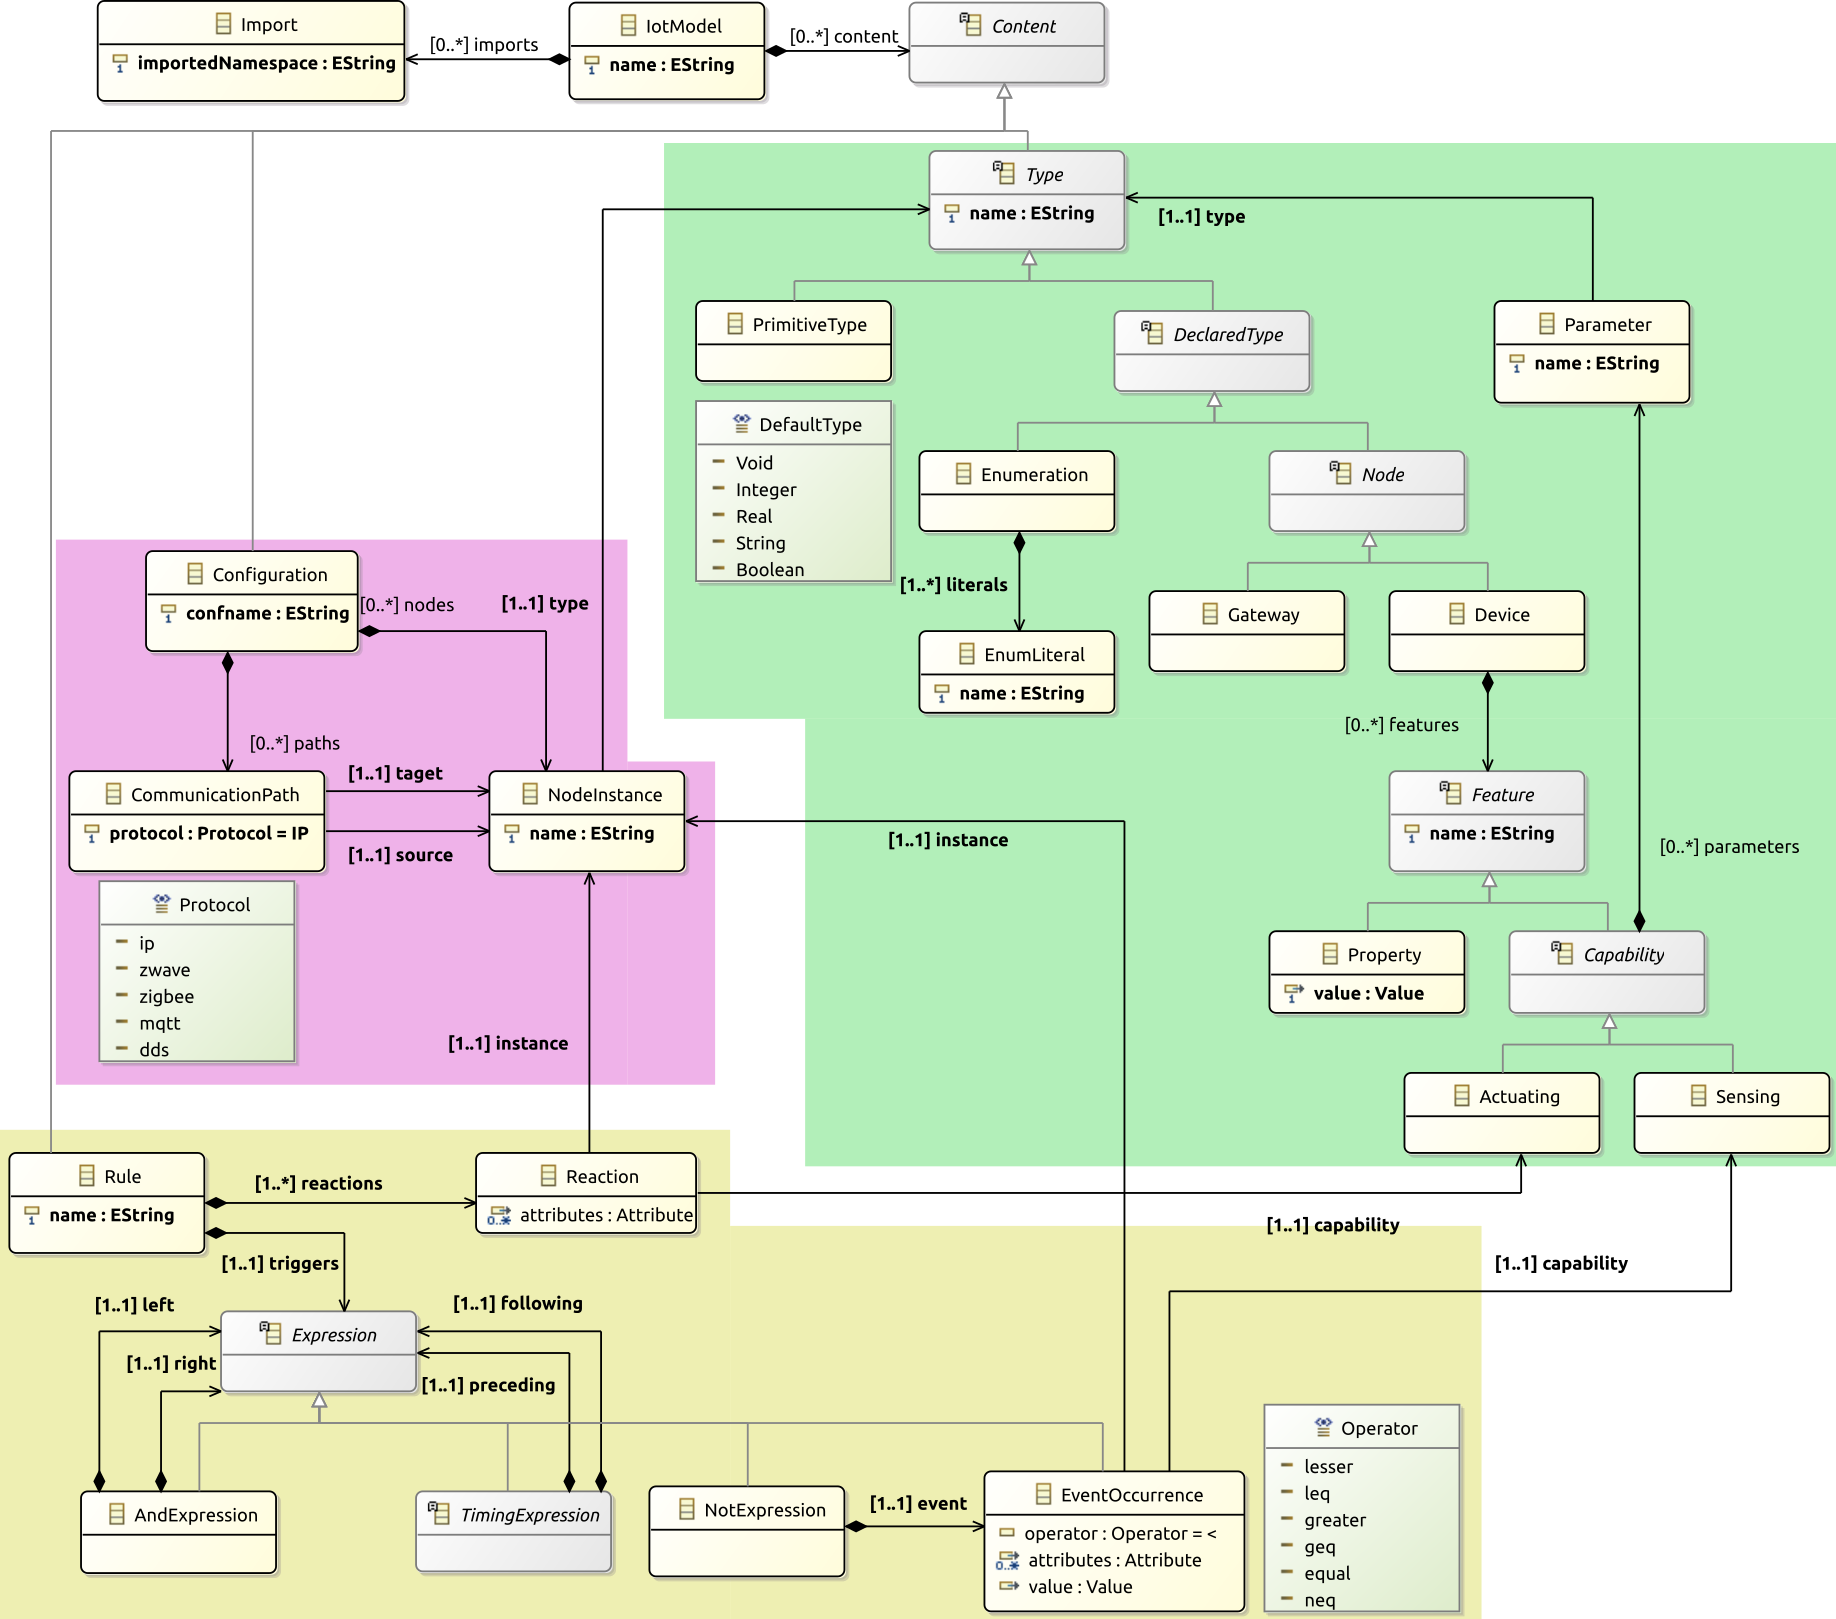 Import
importedNamespace : EString
[0..*] imports
IotModel
name : EString
[0..*] content
Content
Type
name : EString
[1..1] type
PrimitiveType
DeclaredType
Parameter
name : EString
DefaultType
Void
Integer
Real
String
Boolean
Enumeration
Node
[1..*] literals
EnumLiteral
name : EString
Gateway
Device
[0..*] features
Feature
name : EString
[0..*] parameters
Property
value : Value
Capability
Actuating
Sensing
Configuration
confname : EString
[0..*] nodes
[1..1] type
[0..*] paths
CommunicationPath
protocol : Protocol = IP
[1..1] taget
[1..1] source
NodeInstance
name : EString
[1..1] instance
Protocol
ip
zwave
zigbee
mqtt
dds
[1..1] instance
Rule
name : EString
[1..*] reactions
Reaction
attributes : Attribute
[1..1] capability
[1..1] capability
[1..1] triggers
[1..1] left
[1..1] following
Expression
[1..1] right
[1..1] preceding
AndExpression
TimingExpression
NotExpression
[1..1] event
EventOccurrence
operator : Operator = <
attributes : Attribute
value : Value
Operator
lesser
leq
greater
geq
equal
neq